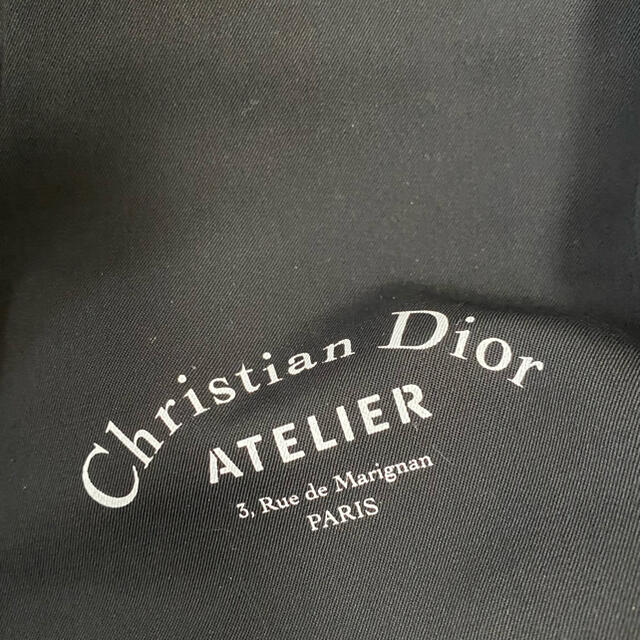 Christian Dior
ATELIER
3, Rue de Marignan
PARIS